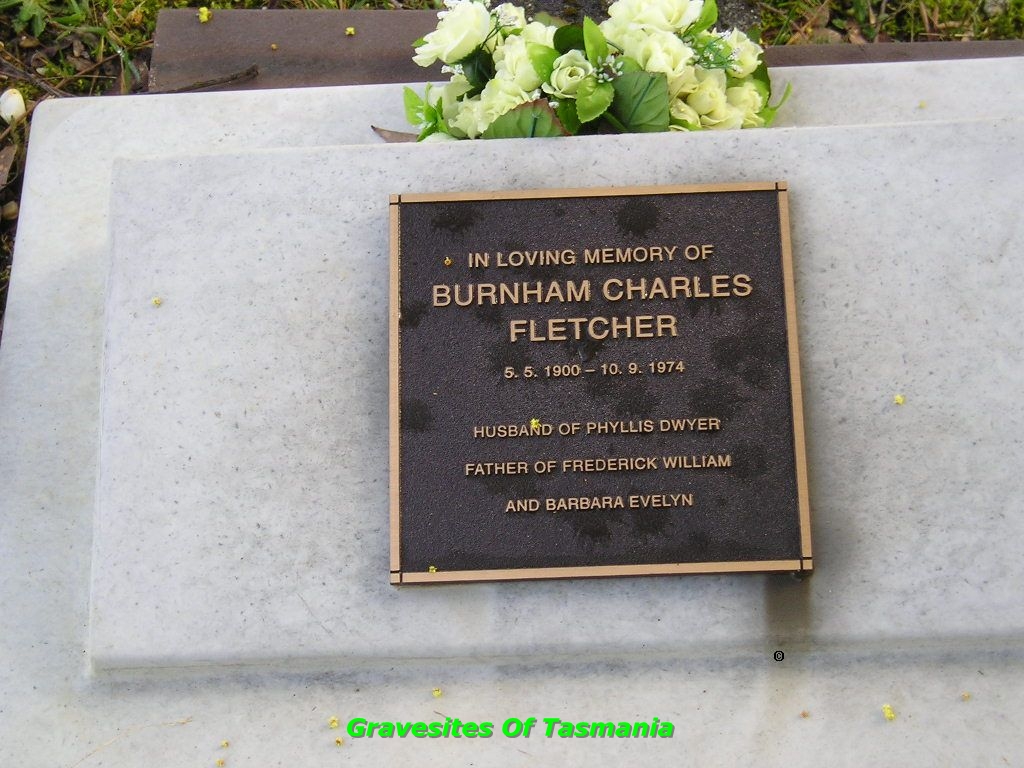 IN LOVING MEMORY OF
BURNHAM CHARLES
FLETCHER
5. 5. 1900 – 10. 9. 1974
HUSBAND OF PHYLLIS DWYER
FATHER OF FREDERICK WILLIAM
AND BARBARA EVELYN
©
Gravesites Of Tasmania